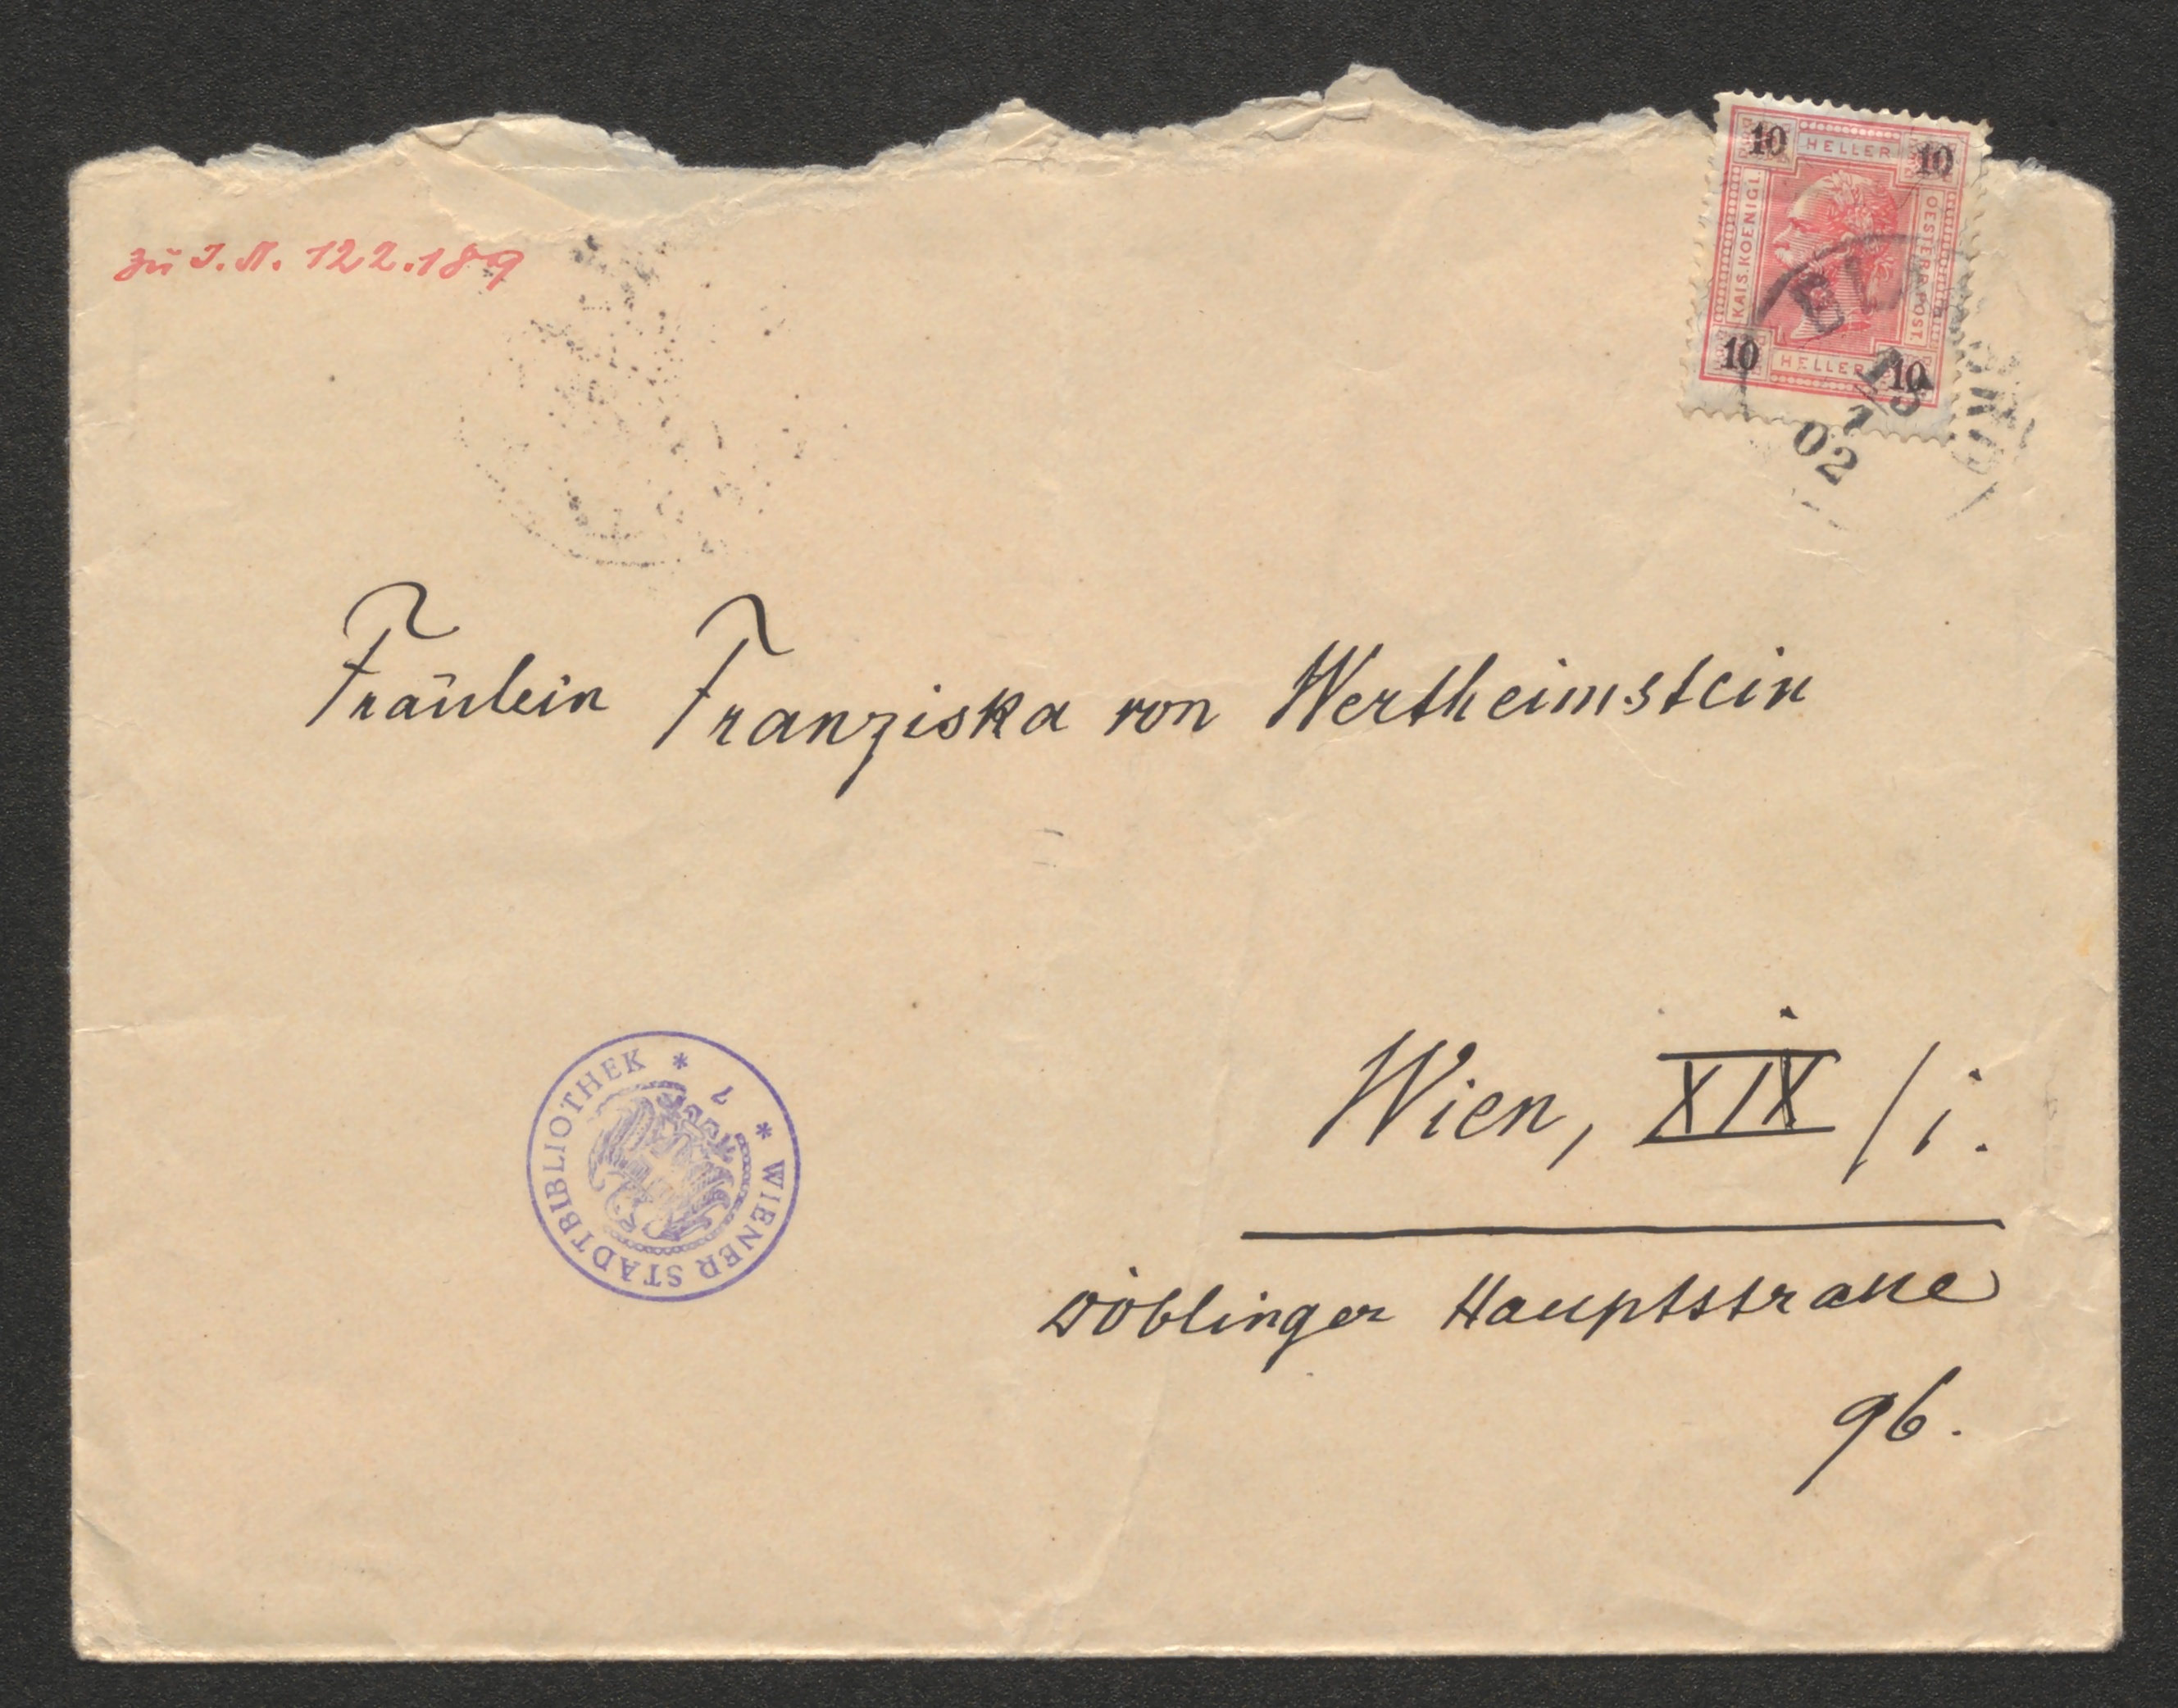 zu I.N. 122.189
10 HELLER 10
KAIS. KOENIGL. OESTERR. POST
10 HELLER 10
02
Fräulein Franziska von Wertheimstein
* WIENER STADTBIBLIOTHEK *
Wien, XIX/i.
Döblinger Hauptstrasse
96.